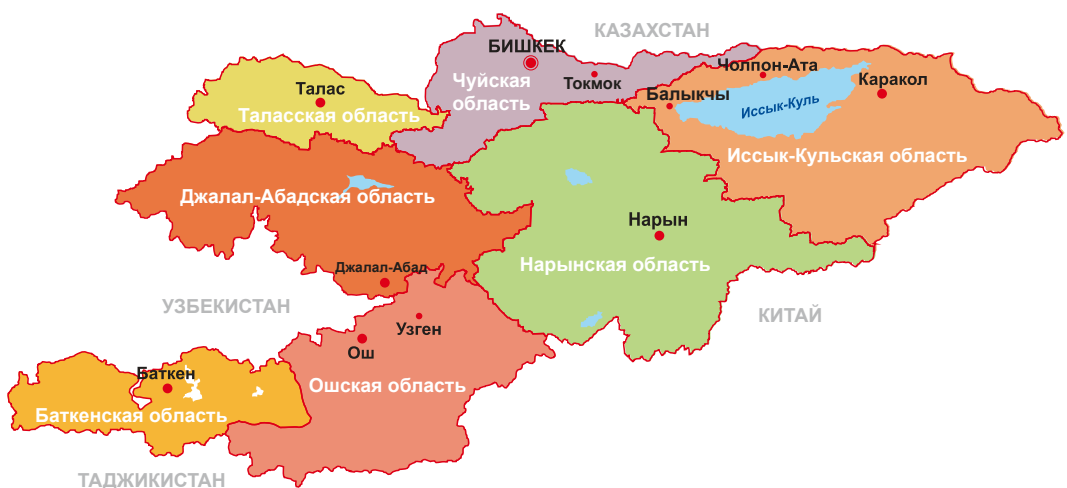 КАЗАХСТАН
БИШКЕК
Чуйская
область
Токмок
Чолпон-Ата
Балыкчы
Каракол
Иссык-Куль
Иссык-Кульская область
Талас
Таласская область
Джалал-Абадская область
Джалал-Абад
Нарын
Нарынская область
УЗБЕКИСТАН
КИТАЙ
Узген
Ош
Ошская область
Баткен
Баткенская область
ТАДЖИКИСТАН